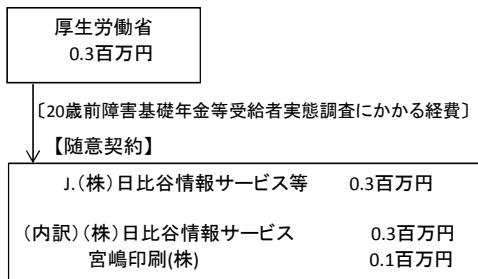 厚生労働省
0.3百万円
〔20歳前障害基礎年金等受給者実態調査にかかる経費〕
【随意契約】
J.(株)日比谷情報サービス等 0.3百万円
(内訳)(株)日比谷情報サービス 0.3百万円
宮嶋印刷(株) 0.1百万円